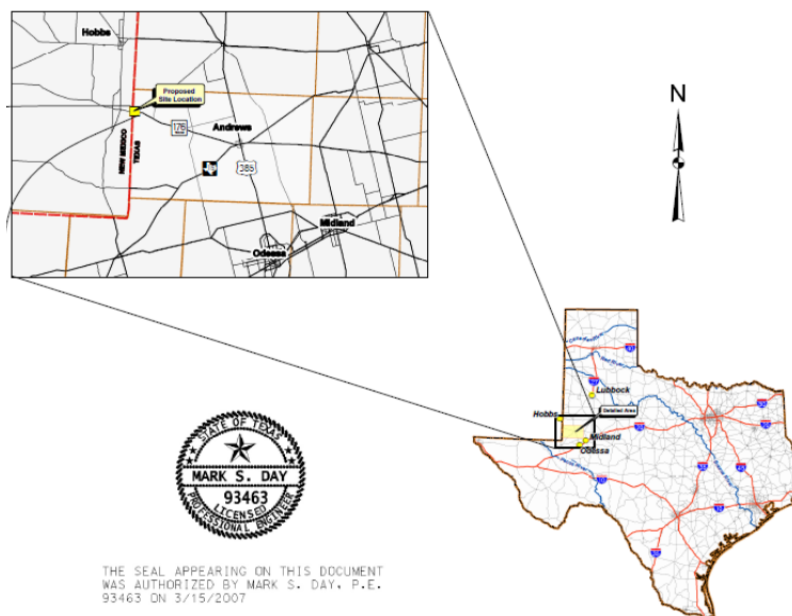 Hobbs
Proposed
Site Location
176
Andrews
NEW MEXICO
TEXAS
385
Midland
Odessa
N
Lubbock
Hobbs
Detailed Area
Midland
Odessa
STATE OF TEXAS
MARK S. DAY
93463
LICENSED
PROFESSIONAL ENGINEER
THE SEAL APPEARING ON THIS DOCUMENT
WAS AUTHORIZED BY MARK S. DAY, P.E.
93463 ON 3/15/2007